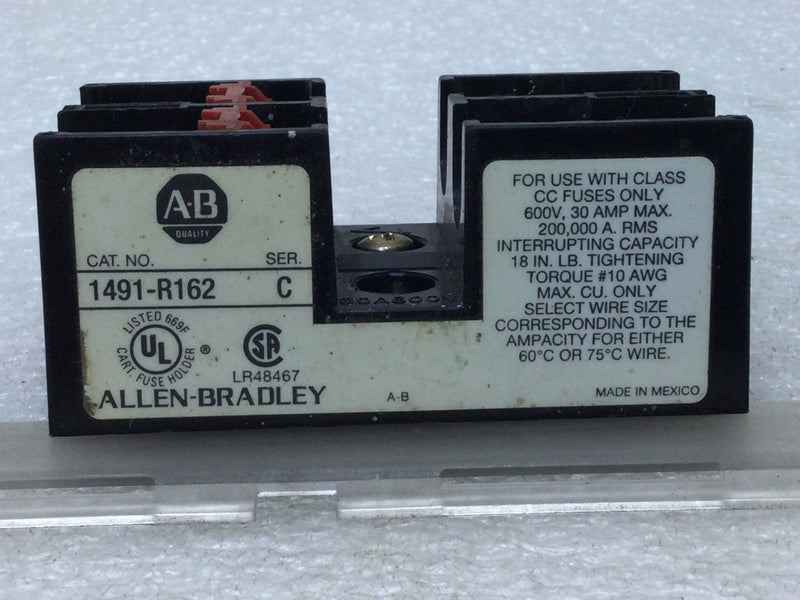 A-B
QUALITY
CAT. NO. SER.
1491-R162 C
LISTED 669F
UL
CART. FUSE HOLDER
®
SA
LR48467
ALLEN-BRADLEY
A-B
FOR USE WITH CLASS
CC FUSES ONLY
600V, 30 AMP MAX.
200,000 A. RMS
INTERRUPTING CAPACITY
18 IN. LB. TIGHTENING
TORQUE #10 AWG
MAX. CU. ONLY
SELECT WIRE SIZE
CORRESPONDING TO THE
AMPACITY FOR EITHER
60°C OR 75°C WIRE.
MADE IN MEXICO